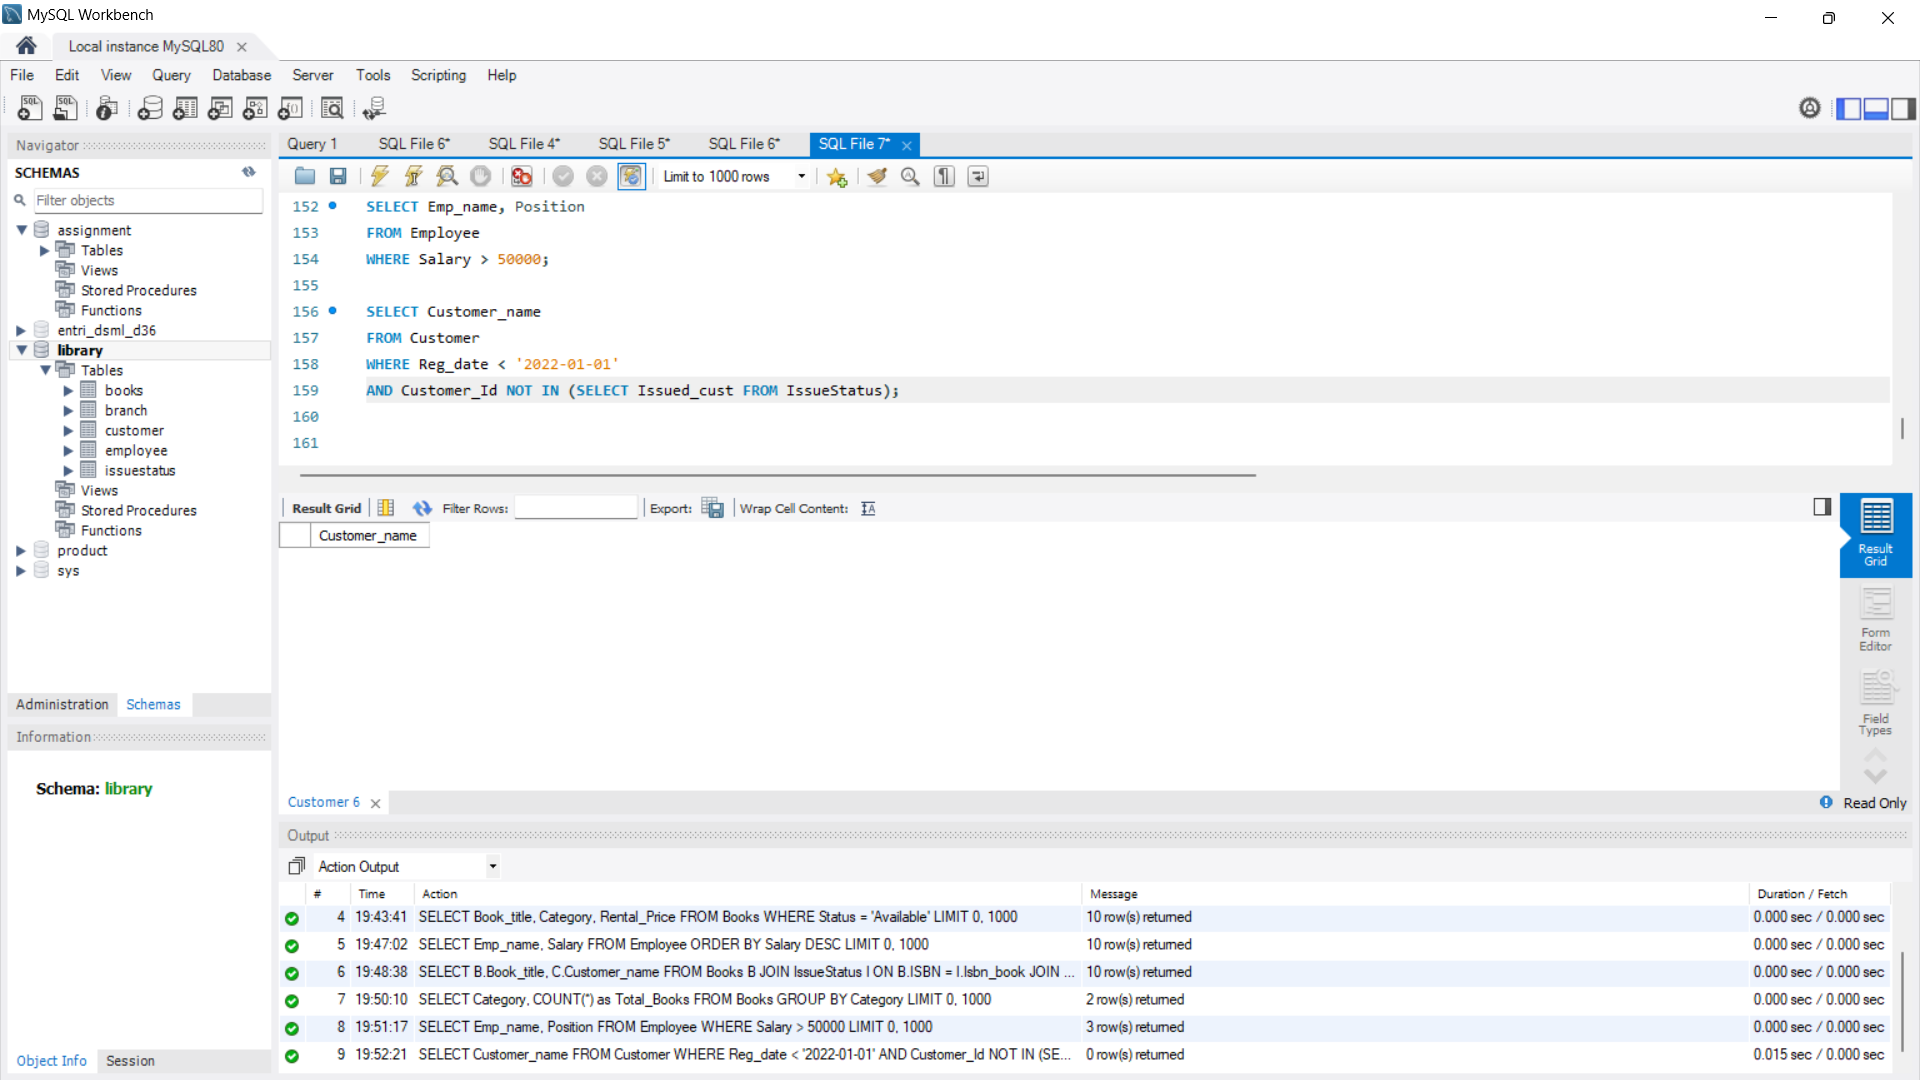 MySQL Workbench
Local instance MySQL80
File Edit View Query Database Server Tools Scripting Help
Navigator
SCHEMAS
Filter objects
assignment
Tables
Views
Stored Procedures
Functions
entri_dsml_d36
library
Tables
books
branch
customer
employee
issuestatus
Views
Stored Procedures
Functions
product
sys
Administration Schemas
Information
Schema: library
Object Info Session
Query 1 SQL File 6* SQL File 4* SQL File 5* SQL File 6* SQL File 7*
Limit to 1000 rows
152 SELECT Emp_name, Position
153 FROM Employee
154 WHERE Salary > 50000;
155
156 SELECT Customer_name
157 FROM Customer
158 WHERE Reg_date < '2022-01-01'
159 AND Customer_Id NOT IN (SELECT Issued_cust FROM IssueStatus);
160
161
Result Grid Filter Rows: Export: Wrap Cell Content:
Customer_name
Result Grid
Form Editor
Field Types
Customer 6
Read Only
Output
Action Output
# Time Action Message Duration / Fetch
4 19:43:41 SELECT Book_title, Category, Rental_Price FROM Books WHERE Status = 'Available' LIMIT 0, 1000 10 row(s) returned 0.000 sec / 0.000 sec
5 19:47:02 SELECT Emp_name, Salary FROM Employee ORDER BY Salary DESC LIMIT 0, 1000 10 row(s) returned 0.000 sec / 0.000 sec
6 19:48:38 SELECT B.Book_title, C.Customer_name FROM Books B JOIN IssueStatus I ON B.ISBN = I.Isbn_book JOIN ... 10 row(s) returned 0.000 sec / 0.000 sec
7 19:50:10 SELECT Category, COUNT(*) as Total_Books FROM Books GROUP BY Category LIMIT 0, 1000 2 row(s) returned 0.000 sec / 0.000 sec
8 19:51:17 SELECT Emp_name, Position FROM Employee WHERE Salary > 50000 LIMIT 0, 1000 3 row(s) returned 0.000 sec / 0.000 sec
9 19:52:21 SELECT Customer_name FROM Customer WHERE Reg_date < '2022-01-01' AND Customer_Id NOT IN (SE... 0 row(s) returned 0.015 sec / 0.000 sec